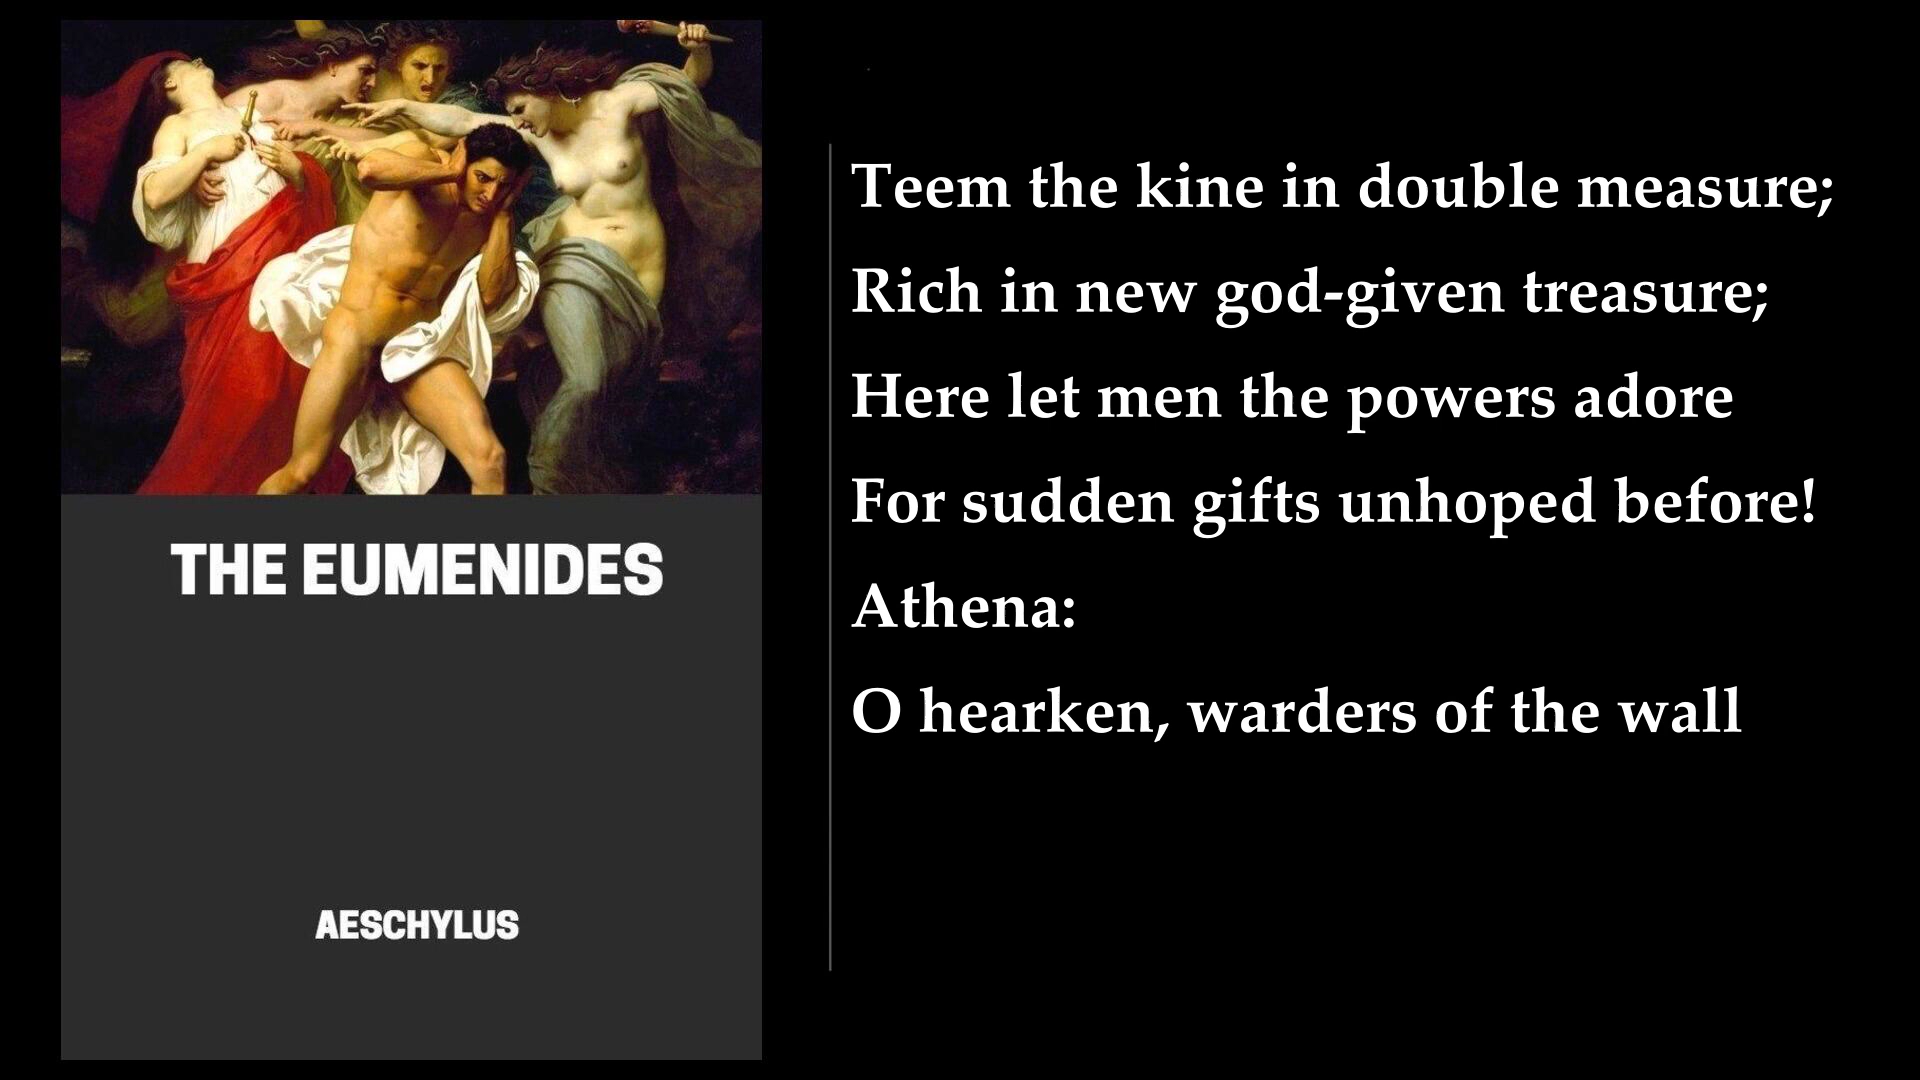 THE EUMENIDES
AESCHYLUS
Teem the kine in double measure;
Rich in new god-given treasure;
Here let men the powers adore
For sudden gifts unhoped before!
Athena:
O hearken, warders of the wall